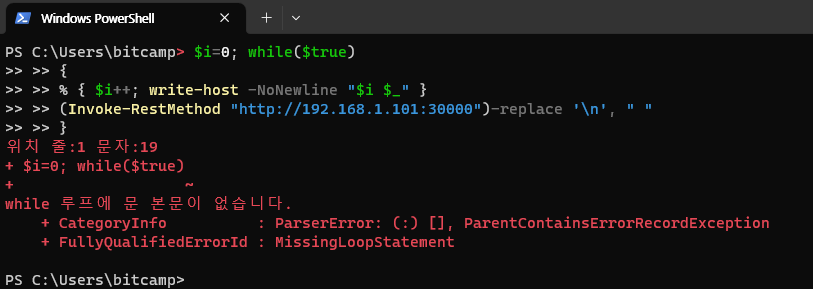 Windows PowerShell
PS C:\Users\bitcamp> $i=0; while($true)
>> >> {
>> >> % { $i++; write-host -NoNewline "$i $_" }
>> >> (Invoke-RestMethod "http://192.168.1.101:30000")-replace '\n', " "
>> >> }
위치 줄:1 문자:19
+ $i=0; while($true)
+                   ~
while 루프에 문 본문이 없습니다.
    + CategoryInfo          : ParserError: (:) [], ParentContainsErrorRecordException
    + FullyQualifiedErrorId : MissingLoopStatement
PS C:\Users\bitcamp>